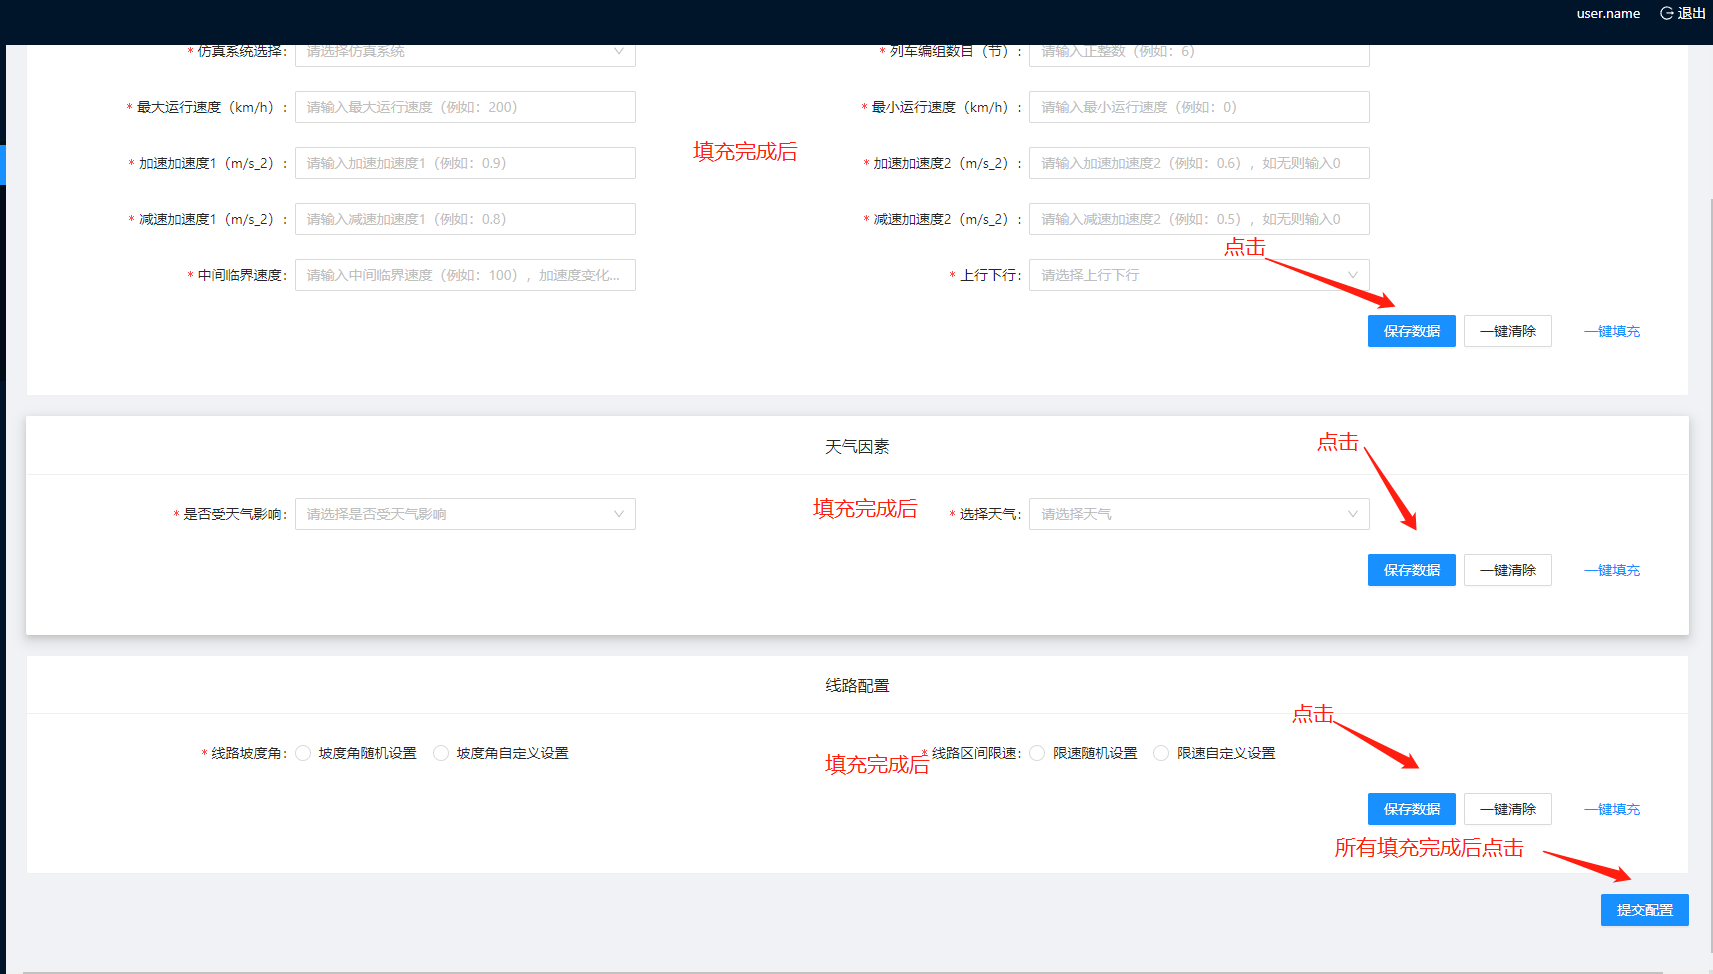 user.name 退出
* 仿真系统选择: 请选择仿真系统
* 列车编组数目（节）: 请输入正整数（例如：6）
* 最大运行速度（km/h）: 请输入最大运行速度（例如：200）
* 最小运行速度（km/h）: 请输入最小运行速度（例如：0）
填充完成后
* 加速加速度1（m/s_2）: 请输入加速加速度1（例如：0.9）
* 加速加速度2（m/s_2）: 请输入加速加速度2（例如：0.6），如无则输入0
* 减速加速度1（m/s_2）: 请输入减速加速度1（例如：0.8）
* 减速加速度2（m/s_2）: 请输入减速加速度2（例如：0.5），如无则输入0
点击
* 中间临界速度: 请输入中间临界速度（例如：100），加速度变化...
* 上行下行: 请选择上行下行
保存数据 一键清除 一键填充
天气因素
点击
* 是否受天气影响: 请选择是否受天气影响
填充完成后
* 选择天气: 请选择天气
保存数据 一键清除 一键填充
线路配置
点击
* 线路坡度角: 坡度角随机设置 坡度角自定义设置
填充完成后
* 线路区间限速: 限速随机设置 限速自定义设置
保存数据 一键清除 一键填充
所有填充完成后点击
提交配置